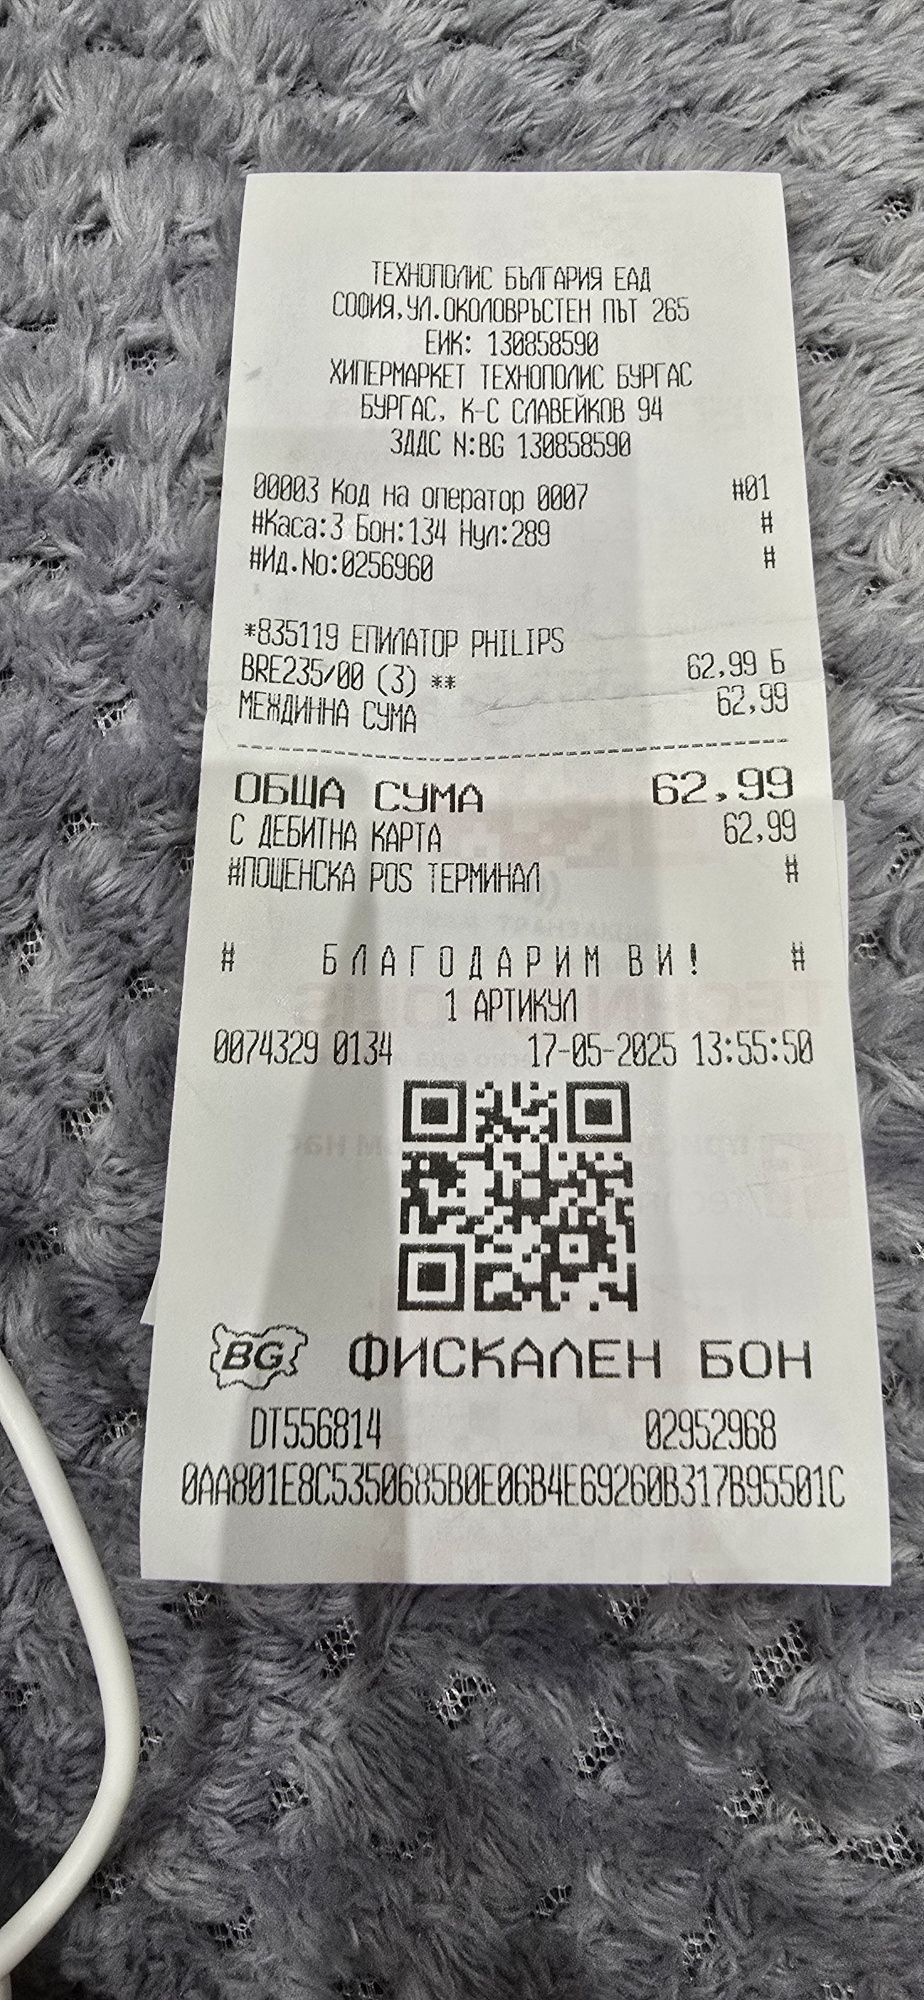 ТЕХНОПОЛИС БЪЛГАРИЯ ЕАД
СОФИЯ,УЛ.ОКОЛОВРЪСТЕН ПЪТ 265
ЕИК: 130858590
ХИПЕРМАРКЕТ ТЕХНОПОЛИС БУРГАС
БУРГАС, К-С СЛАВЕЙКОВ 94
ЗДДС N:BG 130858590
00003 Код на оператор 0007 #01
#Каса:3 Бон:134 Нул:289 #
#Ид.No:0256960 #
*835119 ЕПИЛАТОР PHILIPS
BRE235/00 (3) ** 62,99 Б
МЕЖДИННА СУМА 62,99
ОБЩА СУМА 62,99
С ДЕБИТНА КАРТА 62,99
#ПОЩЕНСКА POS ТЕРМИНАЛ #
# БЛАГОДАРИМ ВИ! #
1 АРТИКУЛ
0074329 0134 17-05-2025 13:55:50
BG ФИСКАЛЕН БОН
DT556814 02952968
0AA801E8C5350685B0E06B4E69260B317B95501C